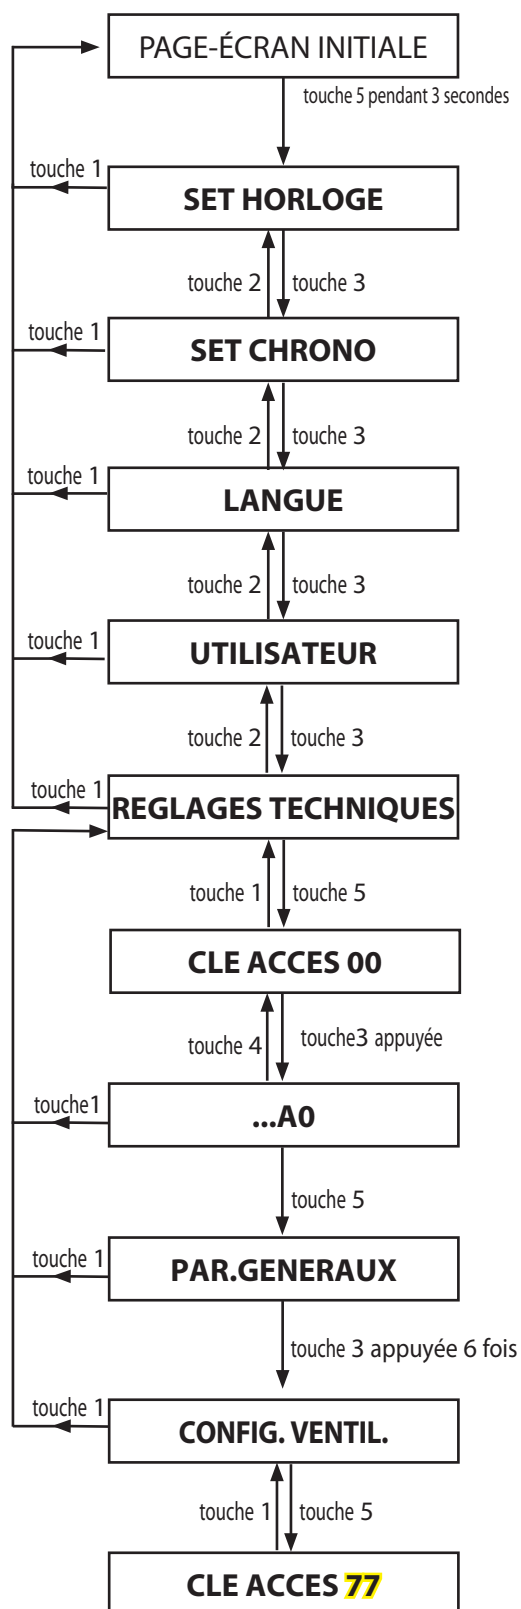 PAGE-ÉCRAN INITIALE
touche 5 pendant 3 secondes
touche 1
SET HORLOGE
touche 2
touche 3
touche 1
SET CHRONO
touche 2
touche 3
touche 1
LANGUE
touche 2
touche 3
touche 1
UTILISATEUR
touche 2
touche 3
touche 1
REGLAGES TECHNIQUES
touche 1
touche 5
CLE ACCES 00
touche 4
touche3 appuyée
touche1
...A0
touche 5
touche 1
PAR.GENERAUX
touche 3 appuyée 6 fois
touche 1
CONFIG. VENTIL.
touche 1
touche 5
CLE ACCES 77